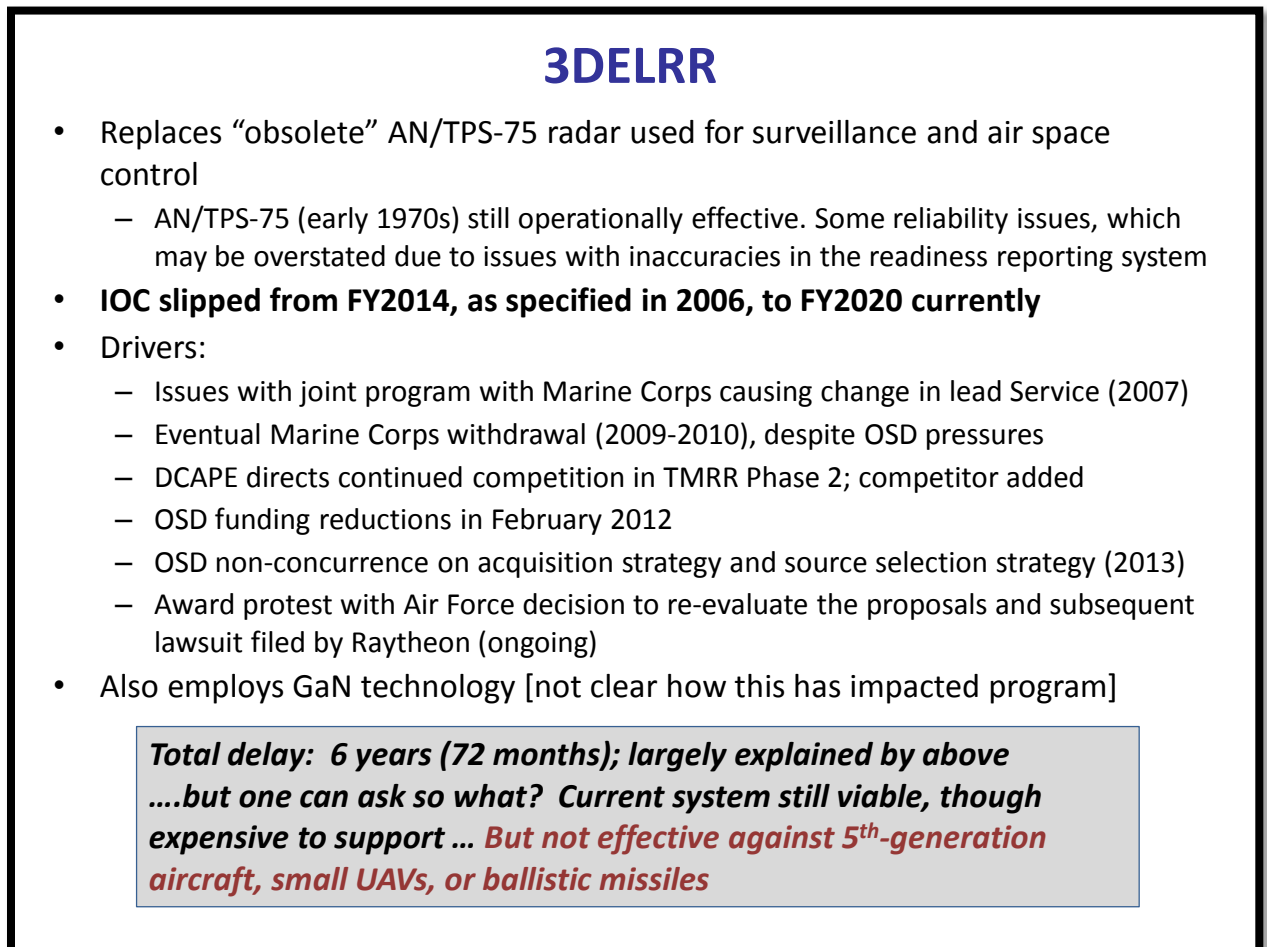 3DELRR
• Replaces “obsolete” AN/TPS-75 radar used for surveillance and air space
control
– AN/TPS-75 (early 1970s) still operationally effective. Some reliability issues, which
may be overstated due to issues with inaccuracies in the readiness reporting system
• IOC slipped from FY2014, as specified in 2006, to FY2020 currently
• Drivers:
– Issues with joint program with Marine Corps causing change in lead Service (2007)
– Eventual Marine Corps withdrawal (2009-2010), despite OSD pressures
– DCAPE directs continued competition in TMRR Phase 2; competitor added
– OSD funding reductions in February 2012
– OSD non-concurrence on acquisition strategy and source selection strategy (2013)
– Award protest with Air Force decision to re-evaluate the proposals and subsequent
lawsuit filed by Raytheon (ongoing)
• Also employs GaN technology [not clear how this has impacted program]
Total delay: 6 years (72 months); largely explained by above
….but one can ask so what? Current system still viable, though
expensive to support … But not effective against 5th-generation
aircraft, small UAVs, or ballistic missiles